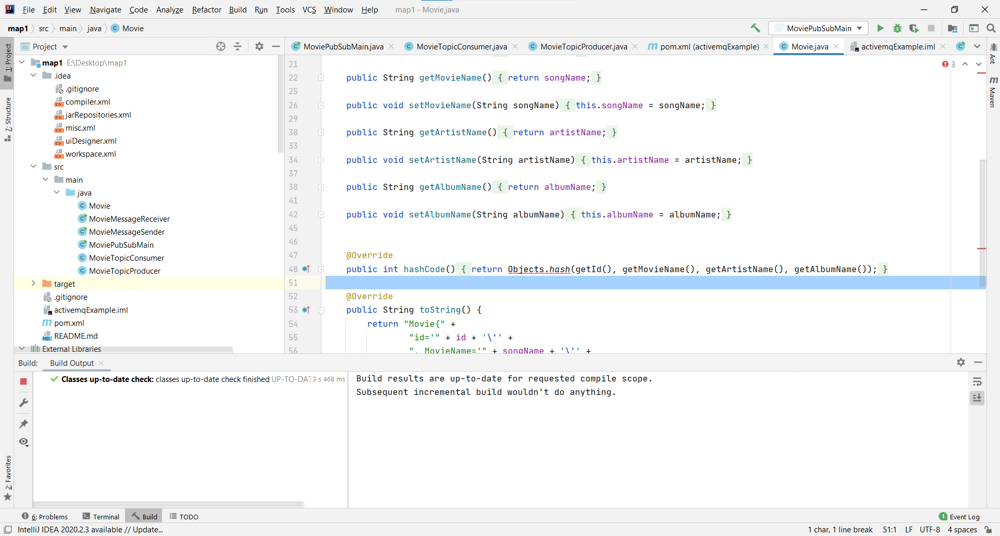 File Edit View Navigate Code Analyze Refactor Build Run Tools VCS Window Help map1 - Movie.java
map1 src main java Movie MoviePubSubMain
Project MoviePubSubMain.java MovieTopicConsumer.java MovieTopicProducer.java pom.xml (activemqExample) Movie.java activemqExample.iml
1: Project
7: Structure
2: Favorites
Ant
Maven
map1 E:\Desktop\map1
.idea
.gitignore
compiler.xml
jarRepositories.xml
misc.xml
uiDesigner.xml
workspace.xml
src
main
java
Movie
MovieMessageReceiver
MovieMessageSender
MoviePubSubMain
MovieTopicConsumer
MovieTopicProducer
target
.gitignore
activemqExample.iml
pom.xml
README.md
External Libraries
3
21
22 public String getMovieName() { return songName; }
25
26 public void setMovieName(String songName) { this.songName = songName; }
29
30 public String getArtistName() { return artistName; }
33
34 public void setArtistName(String artistName) { this.artistName = artistName; }
37
38 public String getAlbumName() { return albumName; }
41
42 public void setAlbumName(String albumName) { this.albumName = albumName; }
45
46
47 @Override
48 public int hashCode() { return Objects.hash(getId(), getMovieName(), getArtistName(), getAlbumName()); }
51
52 @Override
53 public String toString() {
54 return "Movie{" +
55 "id='" + id + '\'' +
56 ", MovieName='" + songName + '\'' +
Build: Build Output
Classes up-to-date check: classes up-to-date check finished UP-TO-DAT 3 s 468 ms
Build results are up-to-date for requested compile scope.
Subsequent incremental build wouldn't do anything.
6: Problems Terminal Build TODO 1 Event Log
IntelliJ IDEA 2020.2.3 available // Update... 1 char, 1 line break 51:1 LF UTF-8 4 spaces